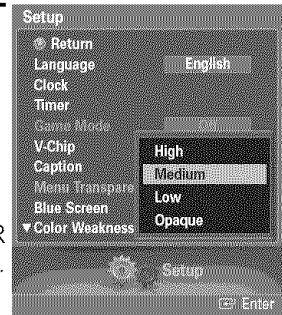 Setup
Return
Language English
Clock
Timer
Game Mode Off
V-Chip
Caption
Menu Transpare
Blue Screen
▼Color Weakness
High
Medium
Low
Opaque
R
Setup
Enter